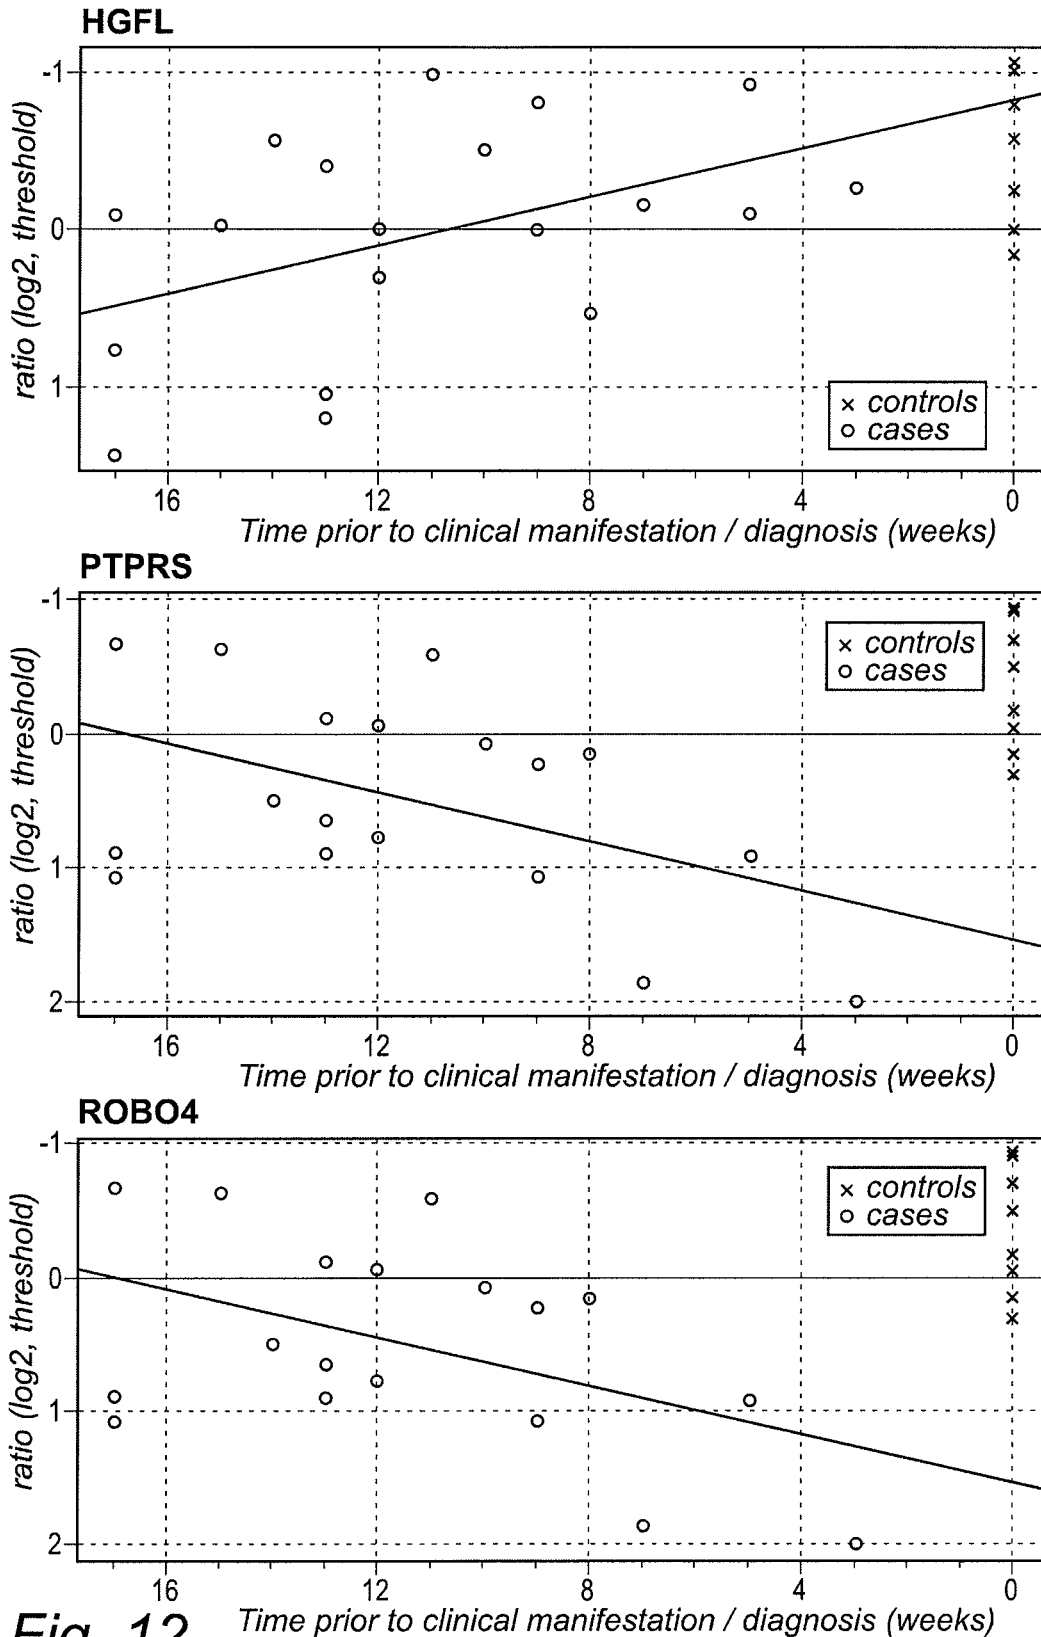 HGFL
-1
0
1
ratio (log2, threshold)
× controls
o cases
16 12 8 4 0
Time prior to clinical manifestation / diagnosis (weeks)
PTPRS
-1
0
1
2
ratio (log2, threshold)
× controls
o cases
16 12 8 4 0
Time prior to clinical manifestation / diagnosis (weeks)
ROBO4
-1
0
1
2
ratio (log2, threshold)
× controls
o cases
16 12 8 4 0
Time prior to clinical manifestation / diagnosis (weeks)
Fig. 12